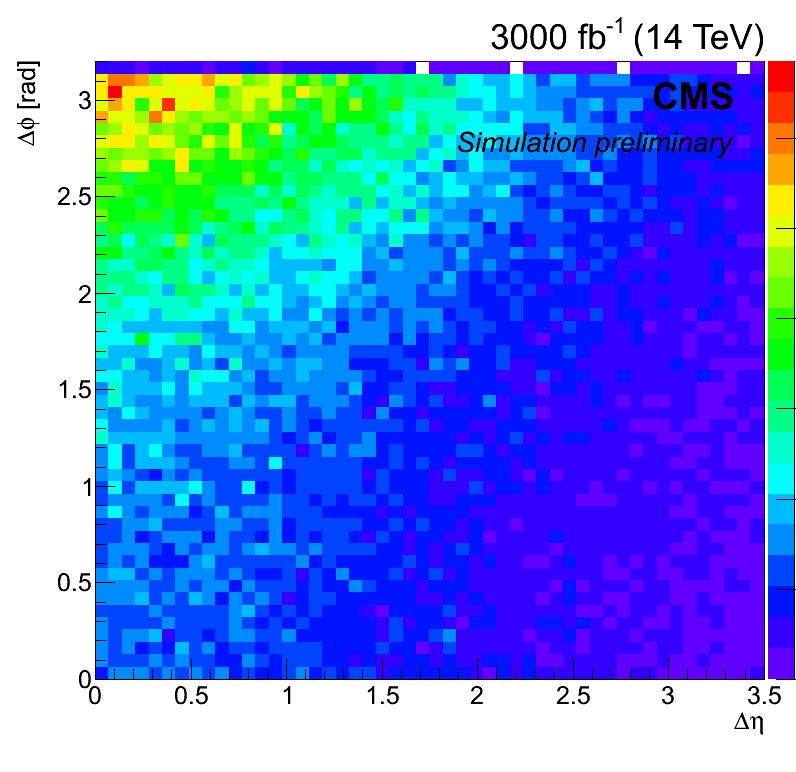 3000 fb⁻¹ (14 TeV)
Δϕ [rad]
CMS
Simulation preliminary
3
2.5
2
1.5
1
0.5
0
0 0.5 1 1.5 2 2.5 3 3.5
Δη